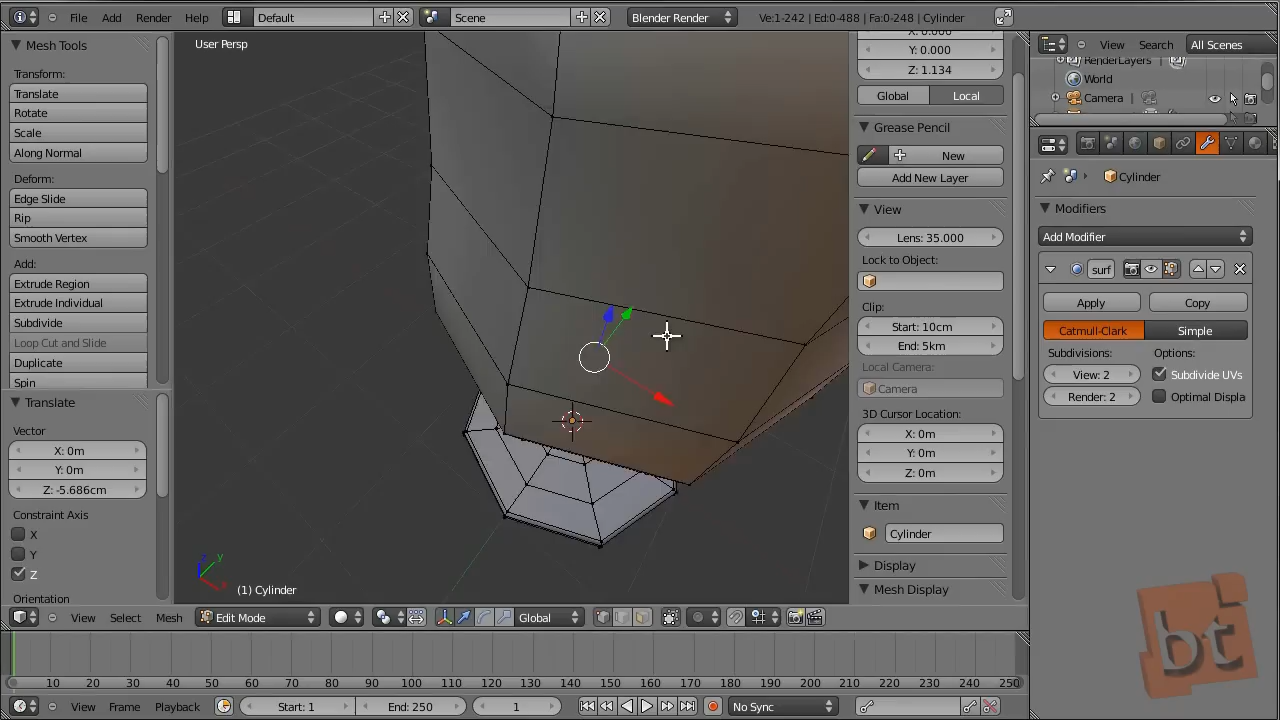 File Add Render Help Default Scene Blender Render Ve:1-242 | Ed:0-488 | Fa:0-248 | Cylinder
Mesh Tools
Transform:
Translate
Rotate
Scale
Along Normal
Deform:
Edge Slide
Rip
Smooth Vertex
Add:
Extrude Region
Extrude Individual
Subdivide
Loop Cut and Slide
Duplicate
Spin
Translate
Vector
X: 0m
Y: 0m
Z: -5.686cm
Constraint Axis
X
Y
Z
Orientation
User Persp
z
y
x
(1) Cylinder
X: 0.000
Y: 0.000
Z: 1.134
Global Local
Grease Pencil
New
Add New Layer
View
Lens: 35.000
Lock to Object:
Clip:
Start: 10cm
End: 5km
Local Camera:
Camera
3D Cursor Location:
X: 0m
Y: 0m
Z: 0m
Item
Cylinder
Display
Mesh Display
View Search All Scenes
RenderLayers
World
Camera
Cylinder
Modifiers
Add Modifier
surf
Apply Copy
Catmull-Clark Simple
Subdivisions: Options:
View: 2 Subdivide UVs
Render: 2 Optimal Displa
View Select Mesh Edit Mode Global
10 20 30 40 50 60 70 80 90 100 110 120 130 140 150 160 170 180 190 200 210 220 230 240 250
View Frame Playback Start: 1 End: 250 1 No Sync
bt